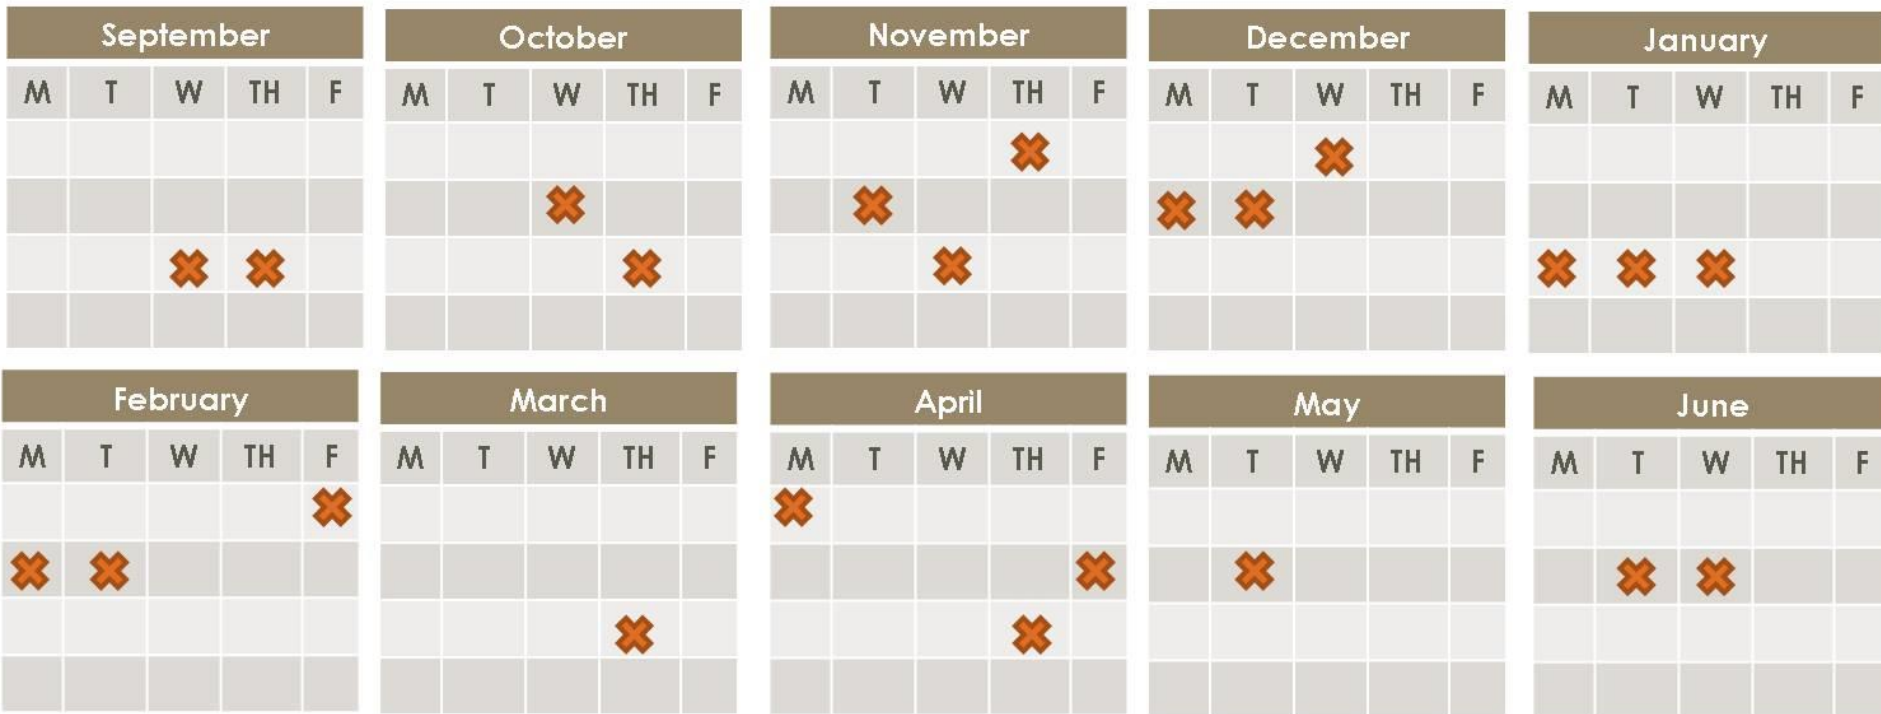 September October November December January
M T W TH F M T W TH F M T W TH F M T W TH F M T W TH F
February March April May June
M T W TH F M T W TH F M T W TH F M T W TH F M T W TH F